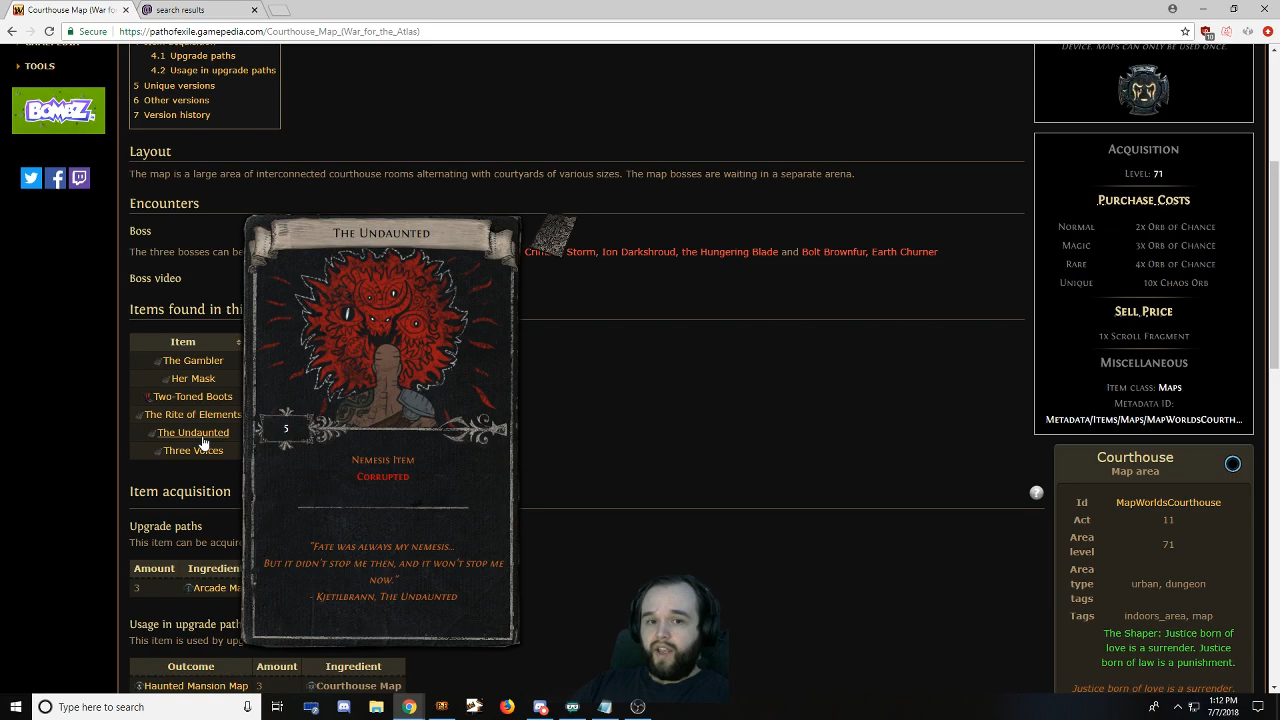 Courthouse Map (War for
search results
Secure
https://pathofexile.gamepedia.com/Courthouse_Map_(War_for_the_Atlas)
10
TOOLS
BOMBZ
4.1 Upgrade paths
4.2 Usage in upgrade paths
5 Unique versions
6 Other versions
7 Version history
Layout
The map is a large area of interconnected courthouse rooms alternating with courtyards of various sizes. The map bosses are waiting in a separate arena.
Encounters
Boss
The three bosses can be
Storm, Ion Darkshroud, the Hungering Blade and Bolt Brownfur, Earth Churner
Boss video
Items found in thi
Item
The Gambler
Her Mask
Two-Toned Boots
The Rite of Elements
The Undaunted
Three Voices
Item acquisition
Upgrade paths
This item can be acquire
Amount
Ingredien
3
Arcade Ma
Usage in upgrade path
This item is used by upg
Outcome
Amount
Ingredient
Haunted Mansion Map
3
Courthouse Map
The Undaunted
5
Nemesis Item
Corrupted
"Fate was always my nemesis...
But it didn't stop me then, and it won't stop me
now."
- Kjetilbrann, The Undaunted
device. Maps can only be used once.
Acquisition
Level: 71
Purchase Costs
Normal 2x Orb of Chance
Magic 3x Orb of Chance
Rare 4x Orb of Chance
Unique 10x Chaos Orb
Sell Price
1x Scroll Fragment
Miscellaneous
Item class: Maps
Metadata ID:
Metadata/Items/Maps/MapWorldsCourth...
Courthouse
Map area
Id MapWorldsCourthouse
Act 11
Area level 71
Area type tags urban, dungeon
Tags indoors_area, map
The Shaper: Justice born of
love is a surrender. Justice
born of law is a punishment.
Justice born of love is a surrender.
Type here to search
1:12 PM
7/7/2018